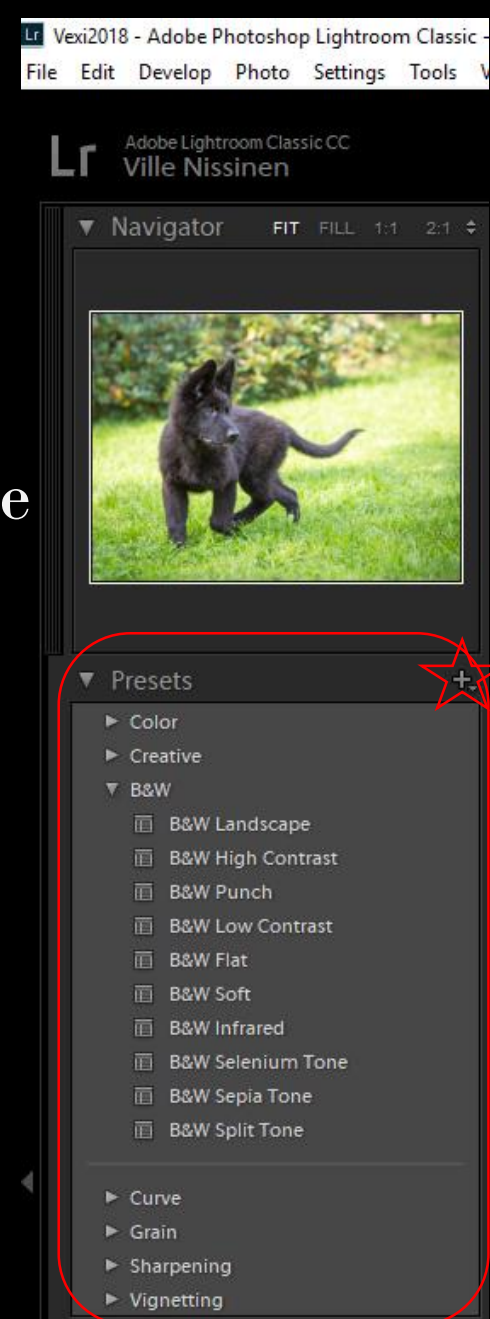 Lr Vexi2018 - Adobe Photoshop Lightroom Classic -
File Edit Develop Photo Settings Tools
Lr Adobe Lightroom Classic CC
Ville Nissinen
Navigator FIT FILL 1:1 2:1
e
Presets +
Color
Creative
B&W
B&W Landscape
B&W High Contrast
B&W Punch
B&W Low Contrast
B&W Flat
B&W Soft
B&W Infrared
B&W Selenium Tone
B&W Sepia Tone
B&W Split Tone
Curve
Grain
Sharpening
Vignetting